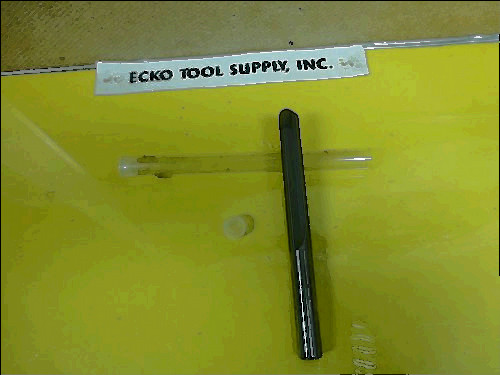 ECKO TOOL SUPPLY, INC.